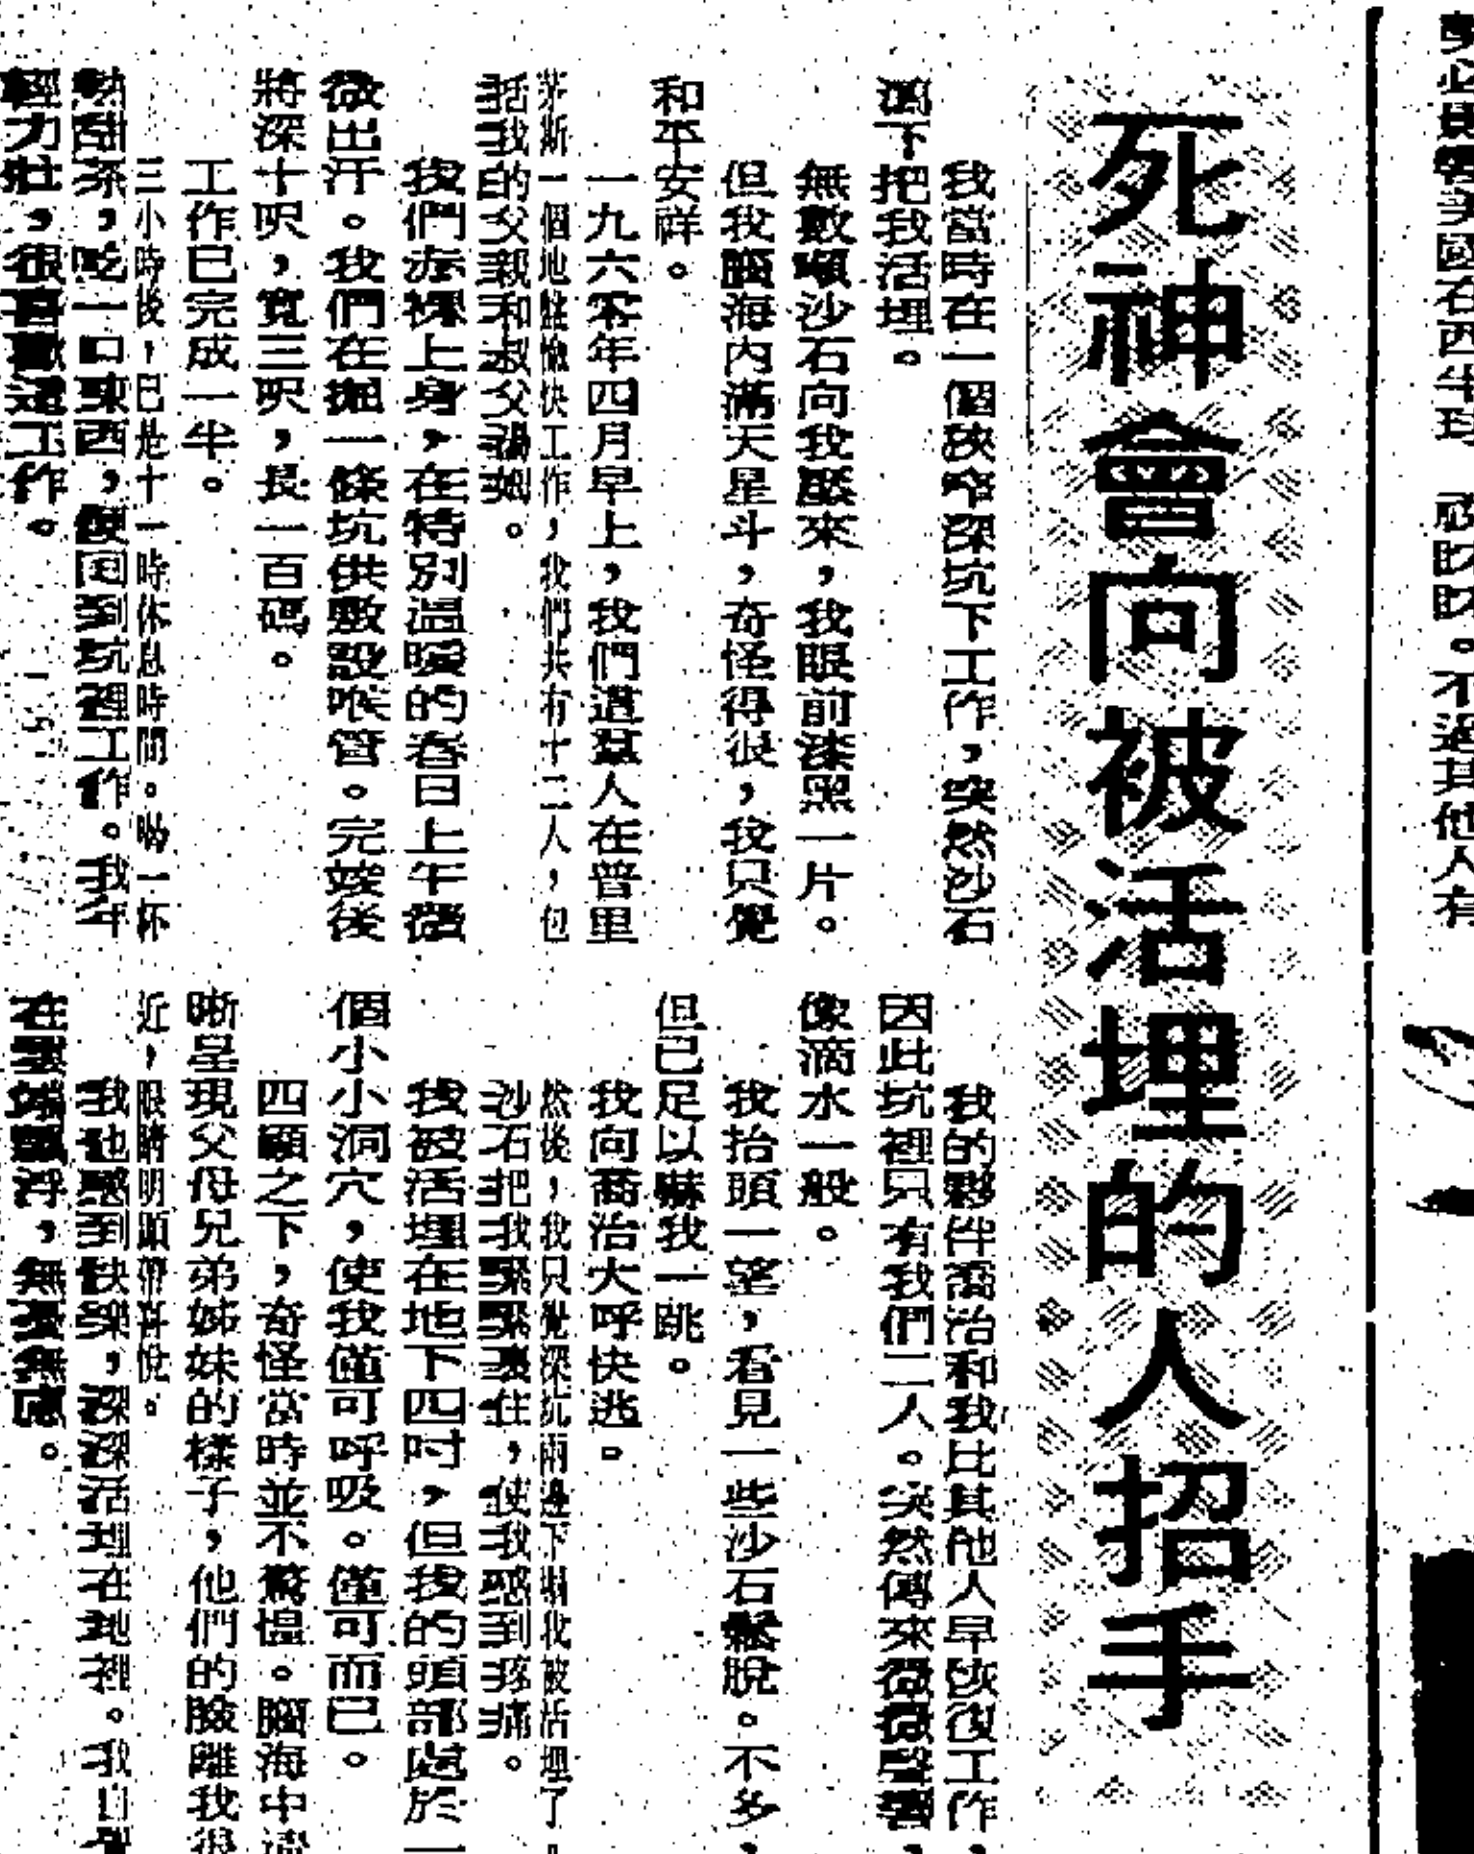 死神會向被活埋的人招手
我當時在一個狹窄深坑下工作，突然沙石
瀉下把我活埋。
無數噸沙石向我壓來，我眼前漆黑一片。
但我腦海內滿天星斗，奇怪得很，我只覺
和平安祥。
一九六零年四月早上，我們這羣人在普里
茅斯一個地盤愉快工作，我們共有十二人，包
括我的父親和叔父
我們赤裸上身，在特別溫暖的春日上午
微出汗。我們在掘一條坑供敷設喉管。完竣後
將深十呎，寬三呎，長一百碼。
工作已完成一半。
三小時後，已是十一時休息時間。喝一杯
熱甜茶，吃一口東西，便回到坑裡工作。我年
輕力壯，很喜歡這工作。
我的夥伴喬治和我比其他人早恢復工作，
因此坑裡只有我們二人。突然傳來微微聲響，
像滴水一般。
我抬頭一望，看見一些沙石鬆脫。不多，
但已足以嚇我一跳。
我向喬治大呼快逃。
然後，我只覺深坑兩邊下塌我被活埋了。
沙石把我緊緊裹住，使我感到疼痛。
我被活埋在地下四吋，但我的頭部處於一
個小小洞穴，使我僅可呼吸。僅可而已。
四顧之下，奇怪當時並不驚惶。腦海中清
晰呈現父母兄弟姊妹的樣子，他們的臉離我很
近，眼睛明顯帶喜悅。
我也感到快樂，深深活埋在地裡。我自覺
在雲端飄浮，無憂無慮。